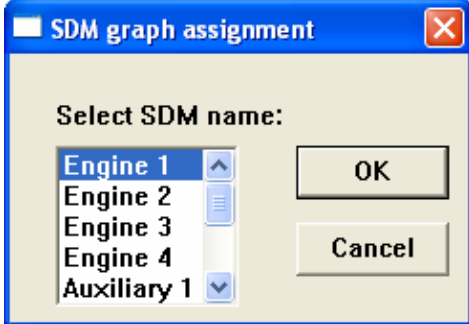 SDM graph assignment
Select SDM name:
Engine 1
Engine 2
Engine 3
Engine 4
Auxiliary 1
OK
Cancel